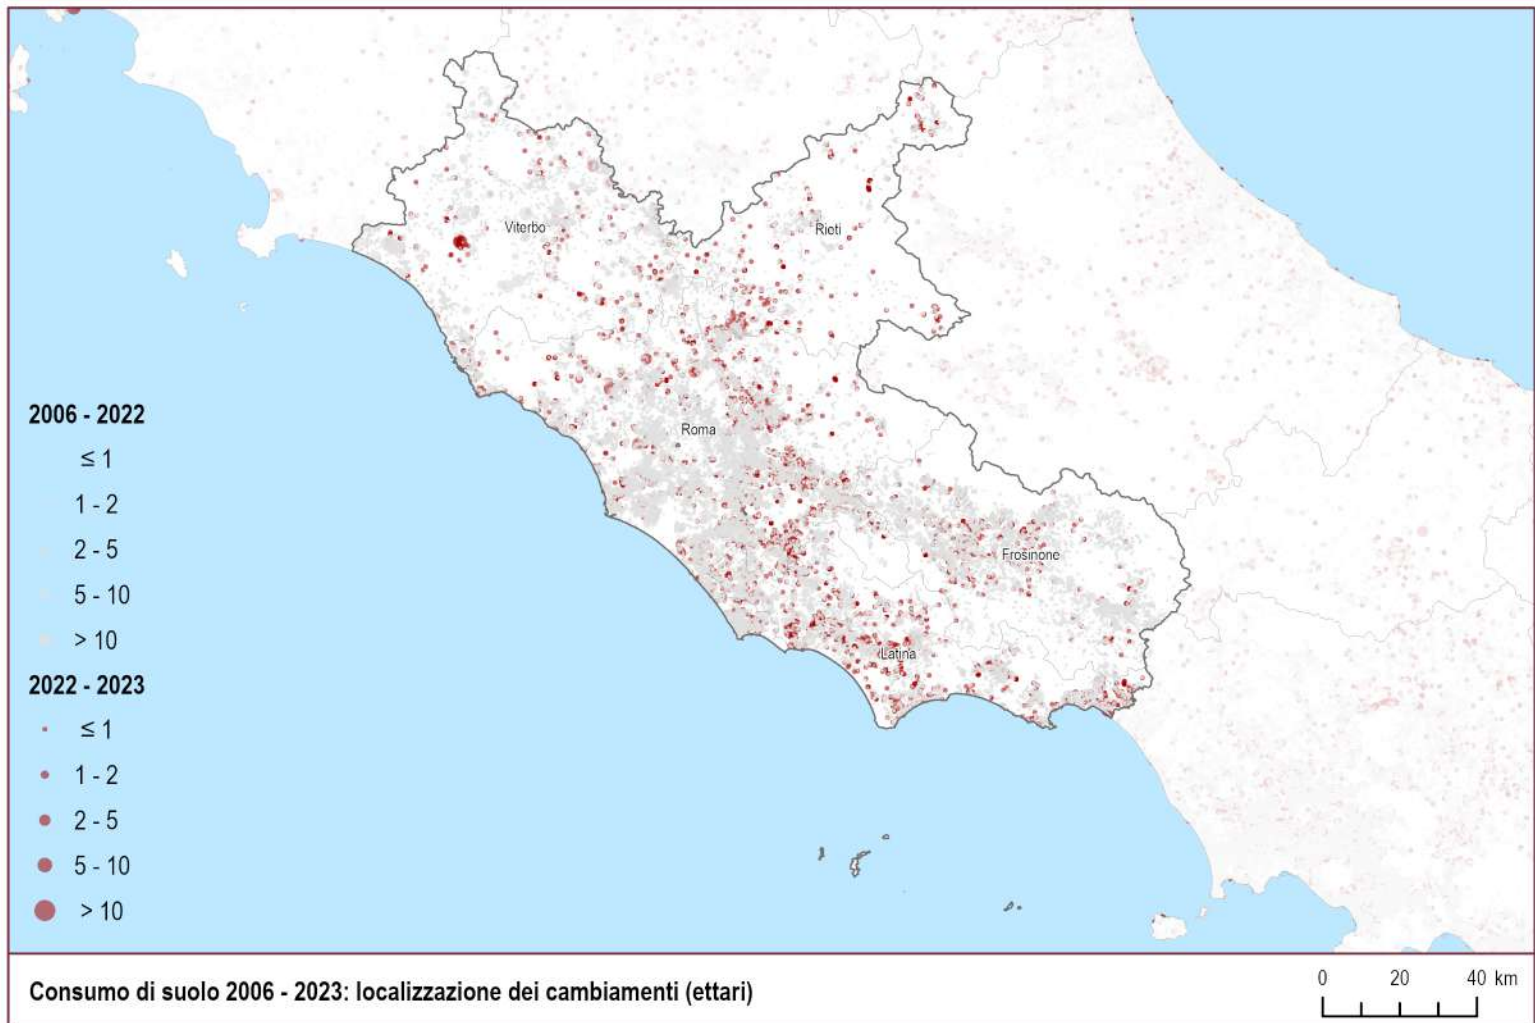 Viterbo
Rieti
Roma
Frosinone
Latina
2006 - 2022
≤ 1
1 - 2
2 - 5
5 - 10
> 10
2022 - 2023
≤ 1
1 - 2
2 - 5
5 - 10
> 10
Consumo di suolo 2006 - 2023: localizzazione dei cambiamenti (ettari)
0 20 40 km